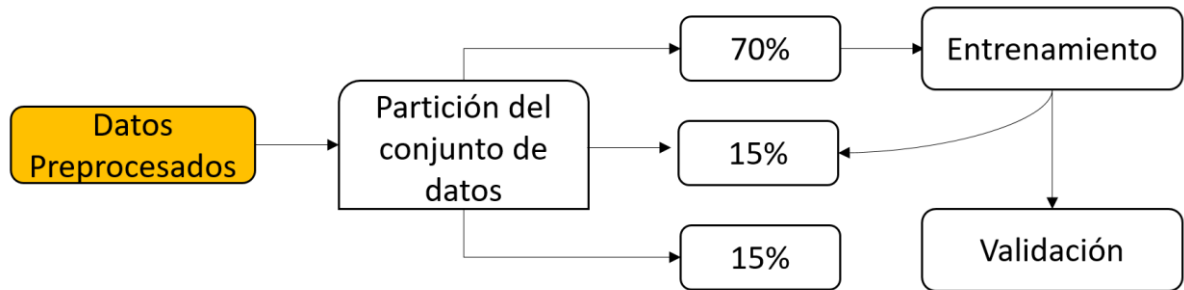 Datos
Preprocesados
Partición del
conjunto de
datos
70%
15%
15%
Entrenamiento
Validación